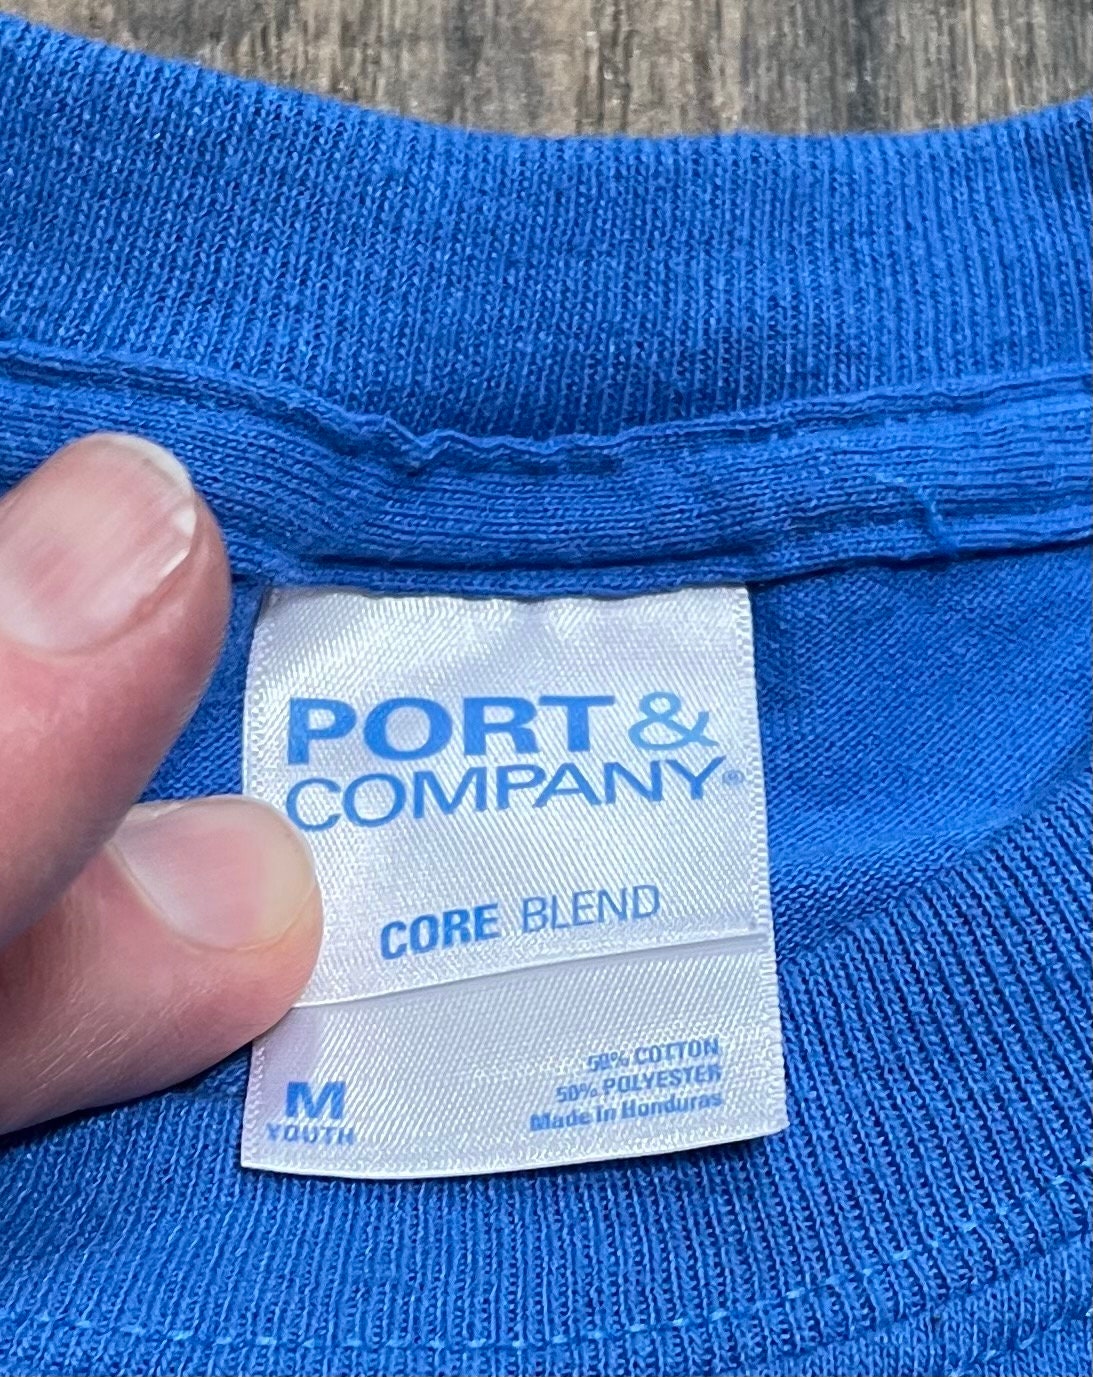 PORT &
COMPANY®
CORE BLEND
50% COTTON
50% POLYESTER
Made In Honduras
M
YOUTH